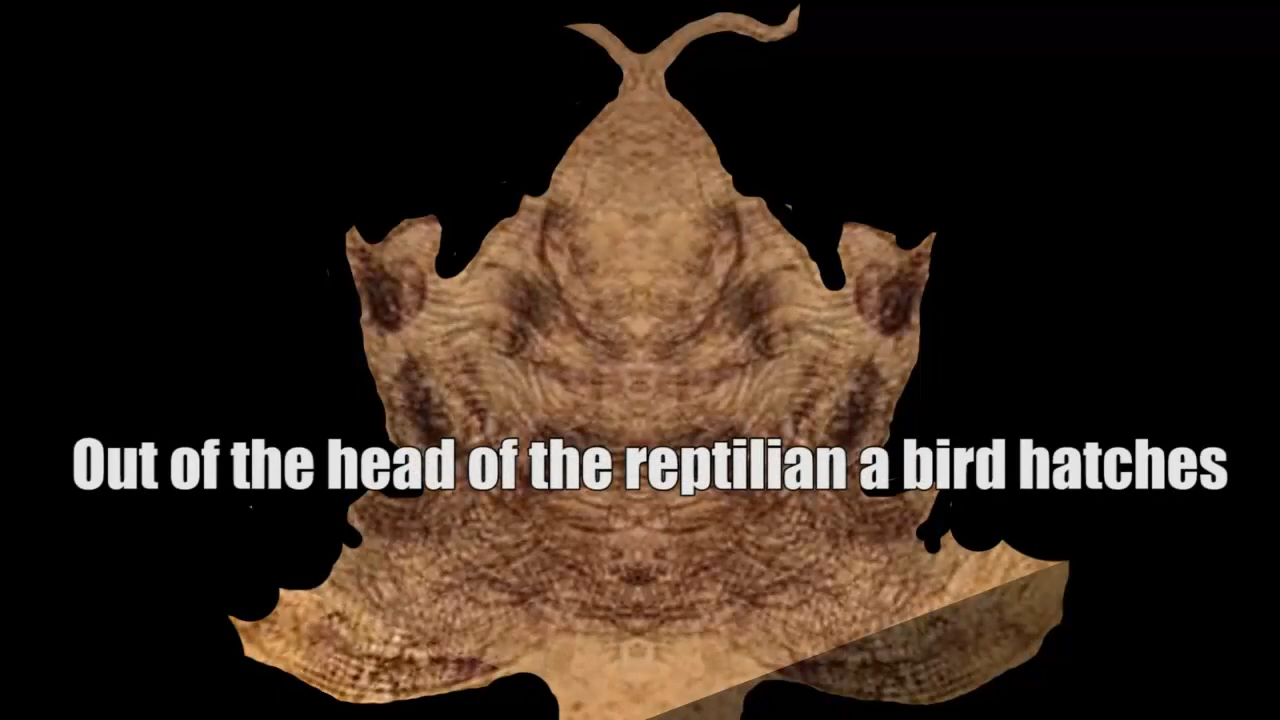 Out of the head of the reptilian a bird hatches